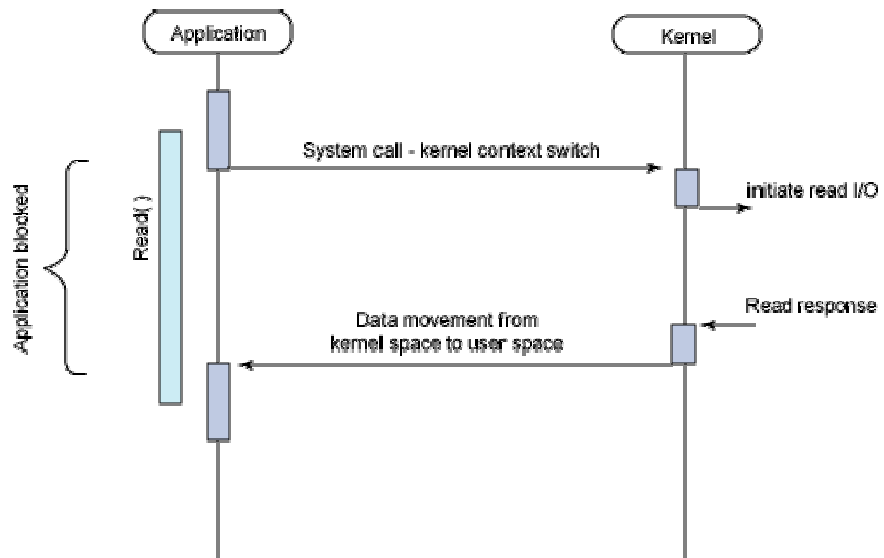 Application
Kernel
System call - kernel context switch
initiate read I/O
Application blocked
Read( )
Read response
Data movement from
kernel space to user space